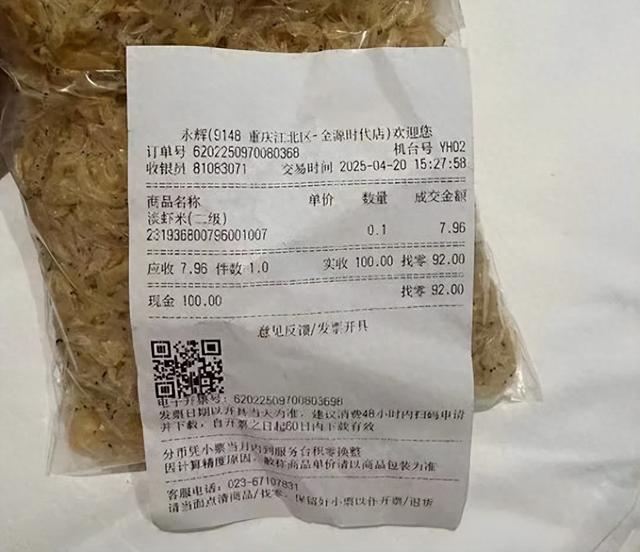 永辉(9148 重庆江北区-金源时代店)欢迎您
订单号 6202250970080368 机台号 YH02
收银员 81083071 交易时间 2025-04-20 15:27:58
商品名称 单价 数量 成交金额
淡虾米(二级)
231936800796001007 0.1 7.96
应收 7.96 件数 1.0 实收 100.00 找零 92.00
现金 100.00 找零 92.00
意见反馈/发票开具
电子开票号: 62022509700803698
发票日期以开具当天为准, 建议消费48小时内扫码申请
并下载, 自开票之日起60日内下载有效
分币凭小票当月内到服务台积零换整
因计算精度原因, 散称商品单价请以商品包装为准
客服电话: 023-67107831
请当面点清商品/找零, 保留好小票以作开票/退货